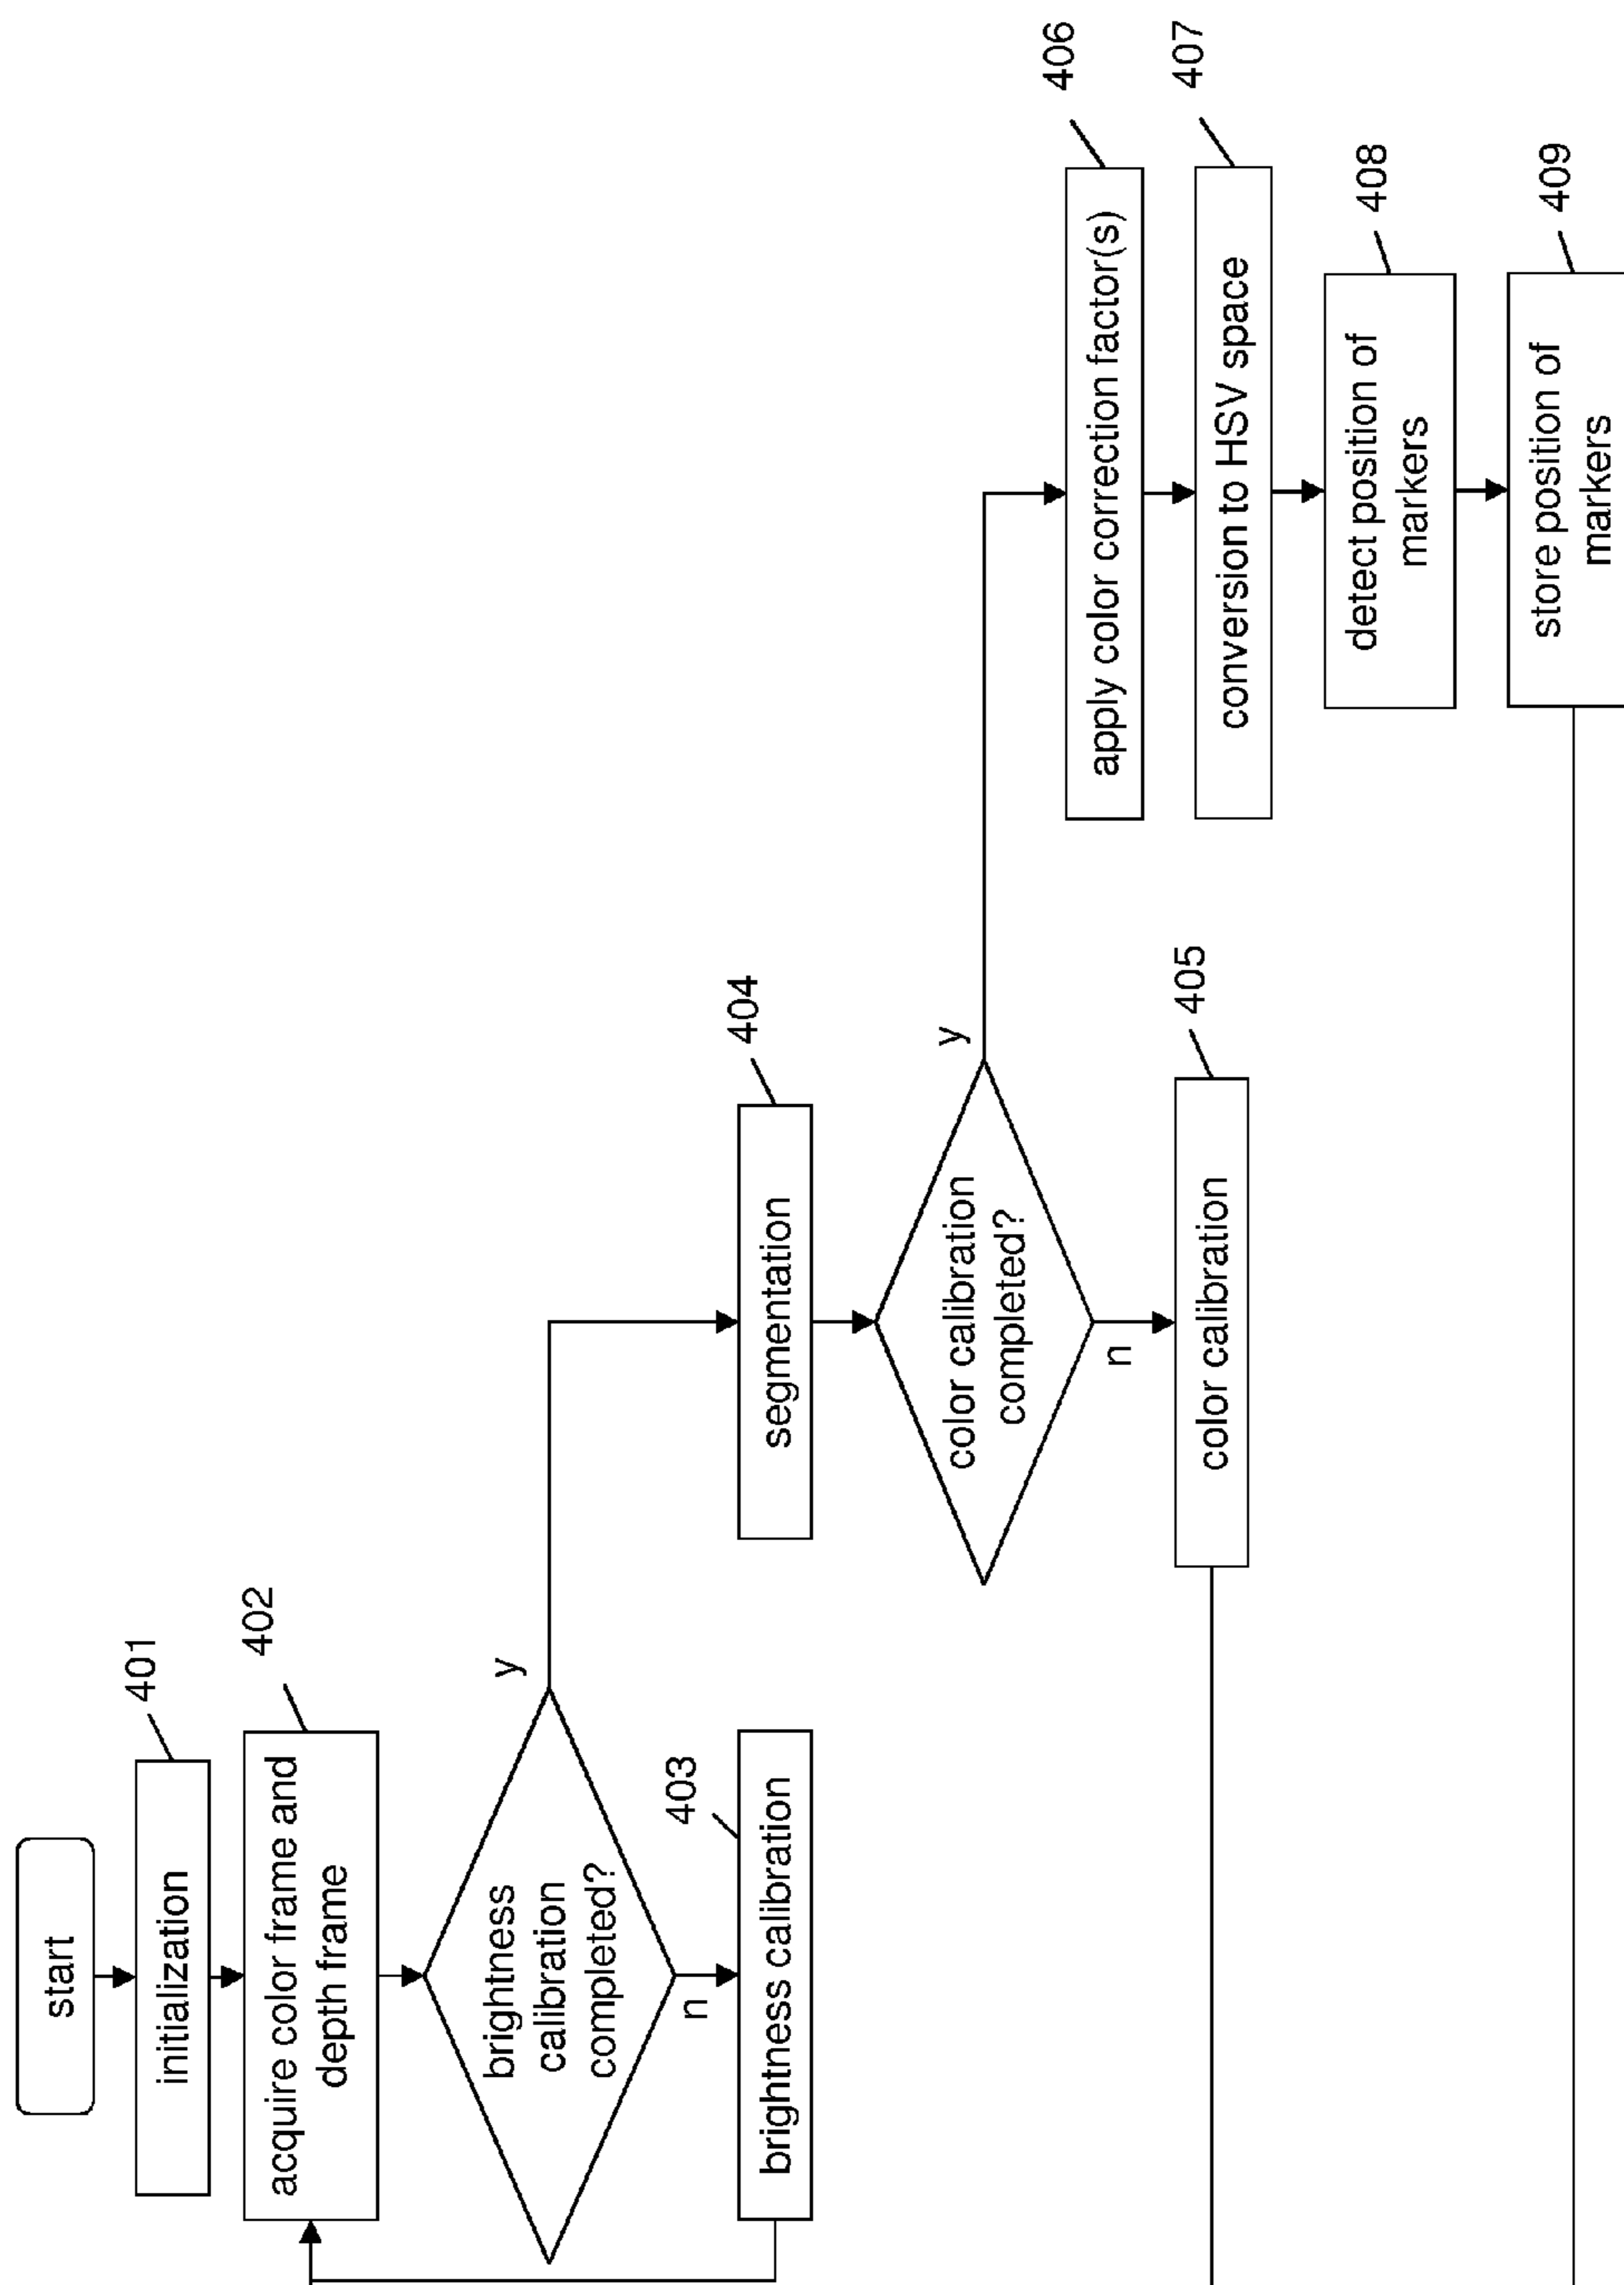 start
initialization
401
acquire color frame and
depth frame
402
brightness
calibration
completed?
y
n
brightness calibration
403
segmentation
404
color calibration
completed?
y
n
color calibration
405
apply color correction factor(s)
406
conversion to HSV space
407
detect position of
markers
408
store position of
markers
409